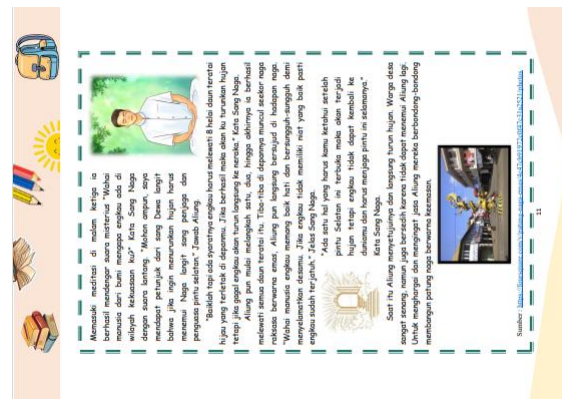 Memasuki meditasi di malam ketiga ia
berhasil mendengar suara misterius "Wahai
manusia dari bumi mengapa engkau ada di
wilayah kekuasaan ku?" Kata Sang Naga
dengan suara lantang. "Mohon ampun, saya
mendapat petunjuk dari sang Dewa langit
bahwa jika ingin menurunkan hujan harus
menemui Naga langit sang penjaga dan
penguasa pintu selatan." Jawab Aliung.
"Baiklah tapi ada syaratnya engkau harus melewati 8 helai daun teratai
hijau yang terletak di depanmu. Jika berhasil maka akan ku turunkan hujan
tetapi jika gagal engkau akan turun langsung ke neraka." Kata Sang Naga.
Aliung pun mulai melangkah satu, dua, hingga akhirnya ia berhasil
melewati semua daun teratai itu. Tiba-tiba di depannya muncul seekor naga
raksasa berwarna emas, Aliung pun langsung bersujud di hadapan naga.
"Wahai manusia engkau memang baik hati dan bersungguh-sungguh demi
menyelamatkan desamu. Jika engkau tidak memiliki niat yang baik pasti
engkau sudah terjatuh." Jelas Sang Naga.
"Ada satu hal yang harus kamu ketahui setelah
pintu Selatan ini terbuka maka akan terjadi
hujan tetapi engkau tidak dapat kembali ke
duniamu dan harus menjaga pintu ini selamanya."
Kata Sang Naga.
Saat itu Aliung menyetujuinya dan langsung turun hujan. Warga desa
sangat senang, namun juga bersedih karena tidak dapat menemui Aliung lagi.
Untuk menghargai dan mengingat jasa Aliung mereka berbondong-bondong
membangun patung naga berwarna keemasan.
Sumber :
11